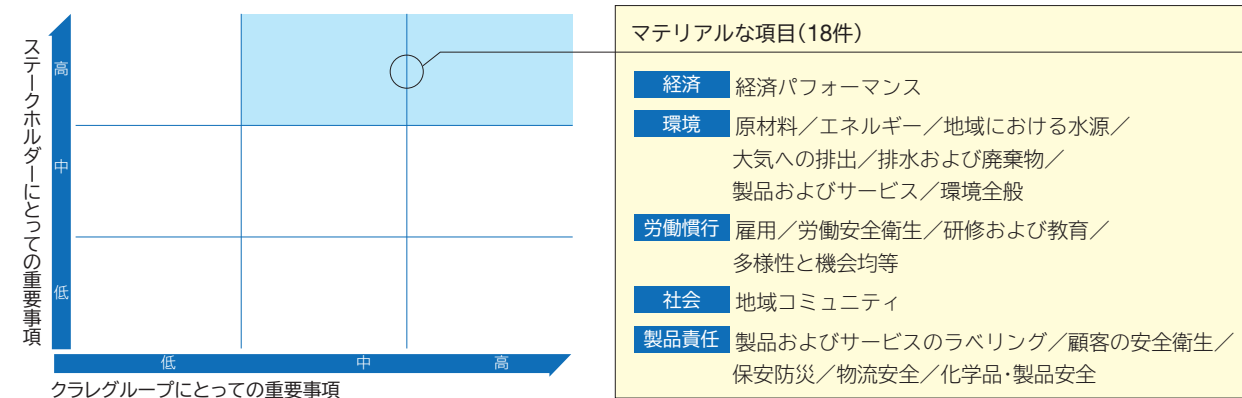 ステークホルダーにとっての重要事項
高
中
低
低
中
高
クラレグループにとっての重要事項
マテリアルな項目（18件）
経済 経済パフォーマンス
環境 原材料／エネルギー／地域における水源／
大気への排出／排水および廃棄物／
製品およびサービス／環境全般
労働慣行 雇用／労働安全衛生／研修および教育／
多様性と機会均等
社会 地域コミュニティ
製品責任 製品およびサービスのラベリング／顧客の安全衛生／
保安防災／物流安全／化学品・製品安全